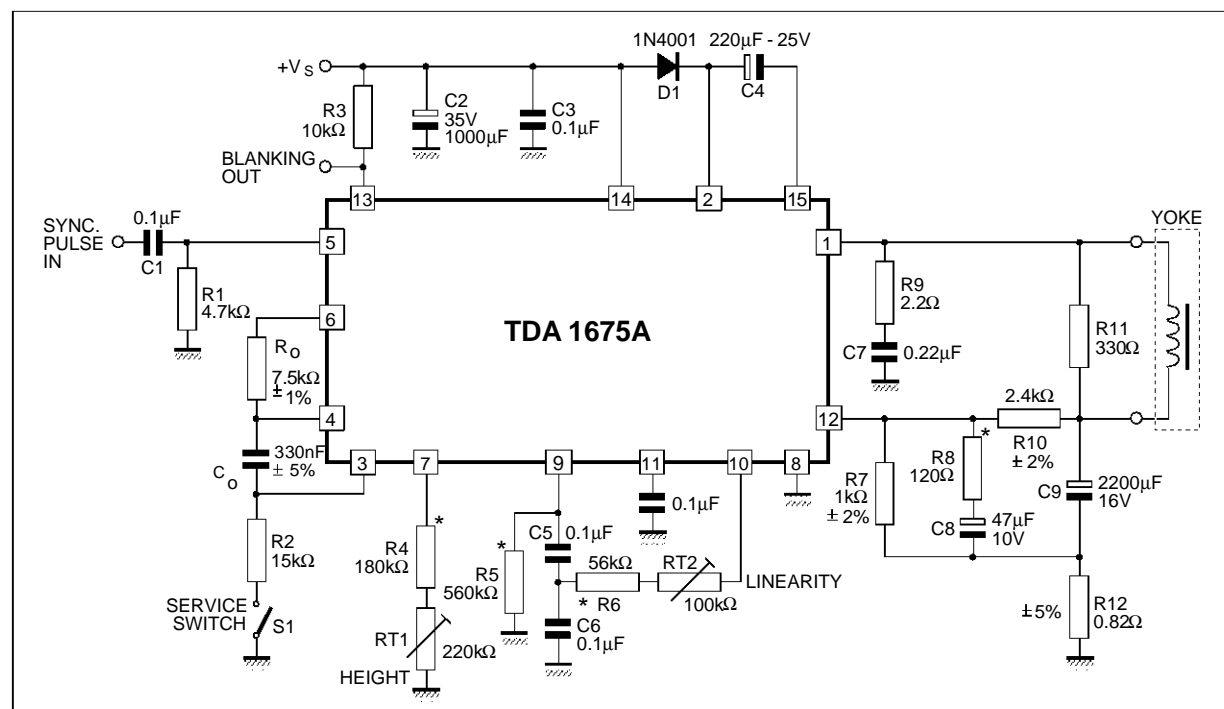 1N4001
220µF - 25V
+VS
D1
C4
R3
10kΩ
C2
35V
1000µF
C3
0.1µF
BLANKING
OUT
13
14
2
15
SYNC.
PULSE
IN
0.1µF
C1
5
1
YOKE
R1
4.7kΩ
R9
2.2Ω
6
TDA 1675A
R11
330Ω
Ro
7.5kΩ
± 1%
C7
0.22µF
4
12
2.4kΩ
R10
± 2%
330nF
± 5%
Co
3
7
9
11
10
8
*
R8
120Ω
R7
1kΩ
± 2%
C9
2200µF
16V
0.1µF
C8
47µF
10V
R2
15kΩ
*
R4
180kΩ
*
R5
560kΩ
C5
0.1µF
56kΩ
* R6
RT2
100kΩ
LINEARITY
SERVICE
SWITCH
S1
RT1
220kΩ
HEIGHT
C6
0.1µF
±5%
R12
0.82Ω